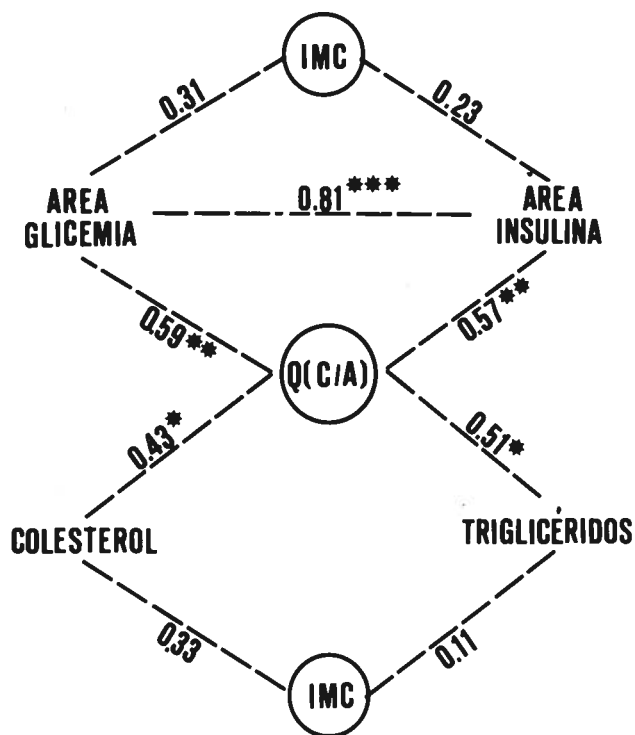 IMC
0.31
0.23
AREA
GLICEMIA
0.81***
ÁREA
INSULINA
0.59**
0.57**
Q(C/A)
0.43*
0.51*
COLESTEROL
TRIGLICÉRIDOS
0.33
0.11
IMC